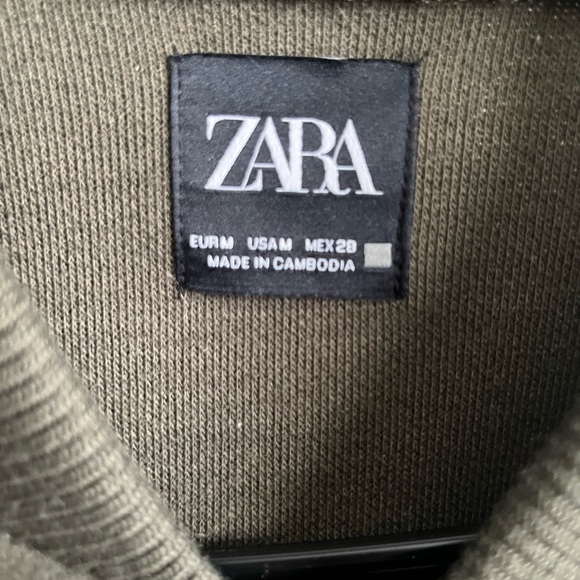 ZARA
EUR M USA M MEX 28
MADE IN CAMBODIA